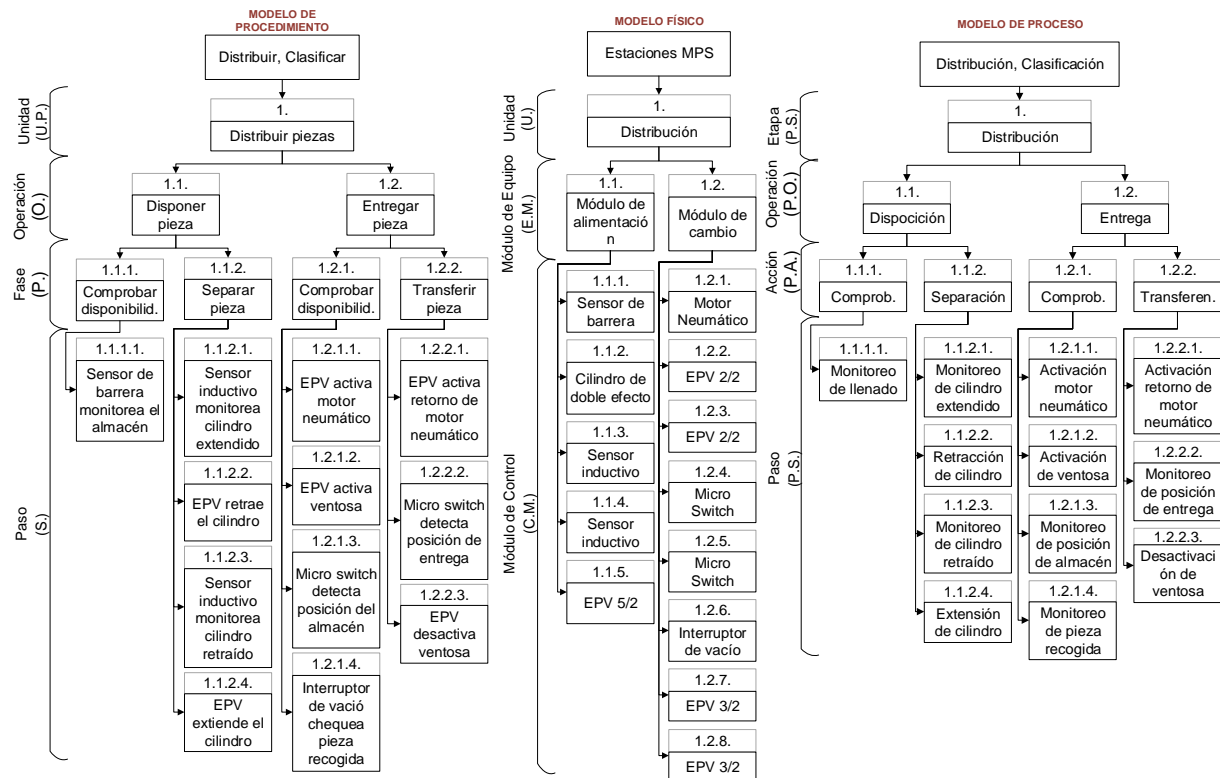 MODELO DE
PROCEDIMIENTO
Distribuir, Clasificar
Unidad
(U.P.)
1.
Distribuir piezas
Operación
(O.)
1.1.
Disponer
pieza
1.2.
Entregar
pieza
Fase
(P.)
1.1.1.
Comprobar
disponibilid.
1.1.2.
Separar
pieza
1.2.1.
Comprobar
disponibilid.
1.2.2.
Transferir
pieza
Paso
(S.)
1.1.1.1.
Sensor de
barrera
monitorea el
almacén
1.1.2.1.
Sensor
inductivo
monitorea
cilindro
extendido
1.1.2.2.
EPV retrae
el cilindro
1.1.2.3.
Sensor
inductivo
monitorea
cilindro
retraído
1.1.2.4.
EPV
extiende el
cilindro
1.2.1.1.
EPV activa
motor
neumático
1.2.1.2.
EPV activa
ventosa
1.2.1.3.
Micro switch
detecta
posición del
almacén
1.2.1.4.
Interruptor
de vació
chequea
pieza
recogida
1.2.2.1.
EPV activa
retorno de
motor
neumático
1.2.2.2.
Micro switch
detecta
posición de
entrega
1.2.2.3.
EPV
desactiva
ventosa
MODELO FÍSICO
Estaciones MPS
Unidad
(U.)
1.
Distribución
Módulo de Equipo
(E.M.)
1.1.
Módulo de
alimentació
n
1.2.
Módulo de
cambio
Módulo de Control
(C.M.)
1.1.1.
Sensor de
barrera
1.1.2.
Cilindro de
doble efecto
1.1.3.
Sensor
inductivo
1.1.4.
Sensor
inductivo
1.1.5.
EPV 5/2
1.2.1.
Motor
Neumático
1.2.2.
EPV 2/2
1.2.3.
EPV 2/2
1.2.4.
Micro
Switch
1.2.5.
Micro
Switch
1.2.6.
Interruptor
de vacío
1.2.7.
EPV 3/2
1.2.8.
EPV 3/2
MODELO DE PROCESO
Distribución, Clasificación
Etapa
(P.S.)
1.
Distribución
Operación
(P.O.)
1.1.
Dispocición
1.2.
Entrega
Acción
(P.A.)
1.1.1.
Comprob.
1.1.2.
Separación
1.2.1.
Comprob.
1.2.2.
Transferen.
Paso
(P.S.)
1.1.1.1.
Monitoreo
de llenado
1.1.2.1.
Monitoreo
de cilindro
extendido
1.1.2.2.
Retracción
de cilindro
1.1.2.3.
Monitoreo
de cilindro
retraído
1.1.2.4.
Extensión
de cilindro
1.2.1.1.
Activación
motor
neumático
1.2.1.2.
Activación
de ventosa
1.2.1.3.
Monitoreo
de posición
de almacén
1.2.1.4.
Monitoreo
de pieza
recogida
1.2.2.1.
Activación
retorno de
motor
neumático
1.2.2.2.
Monitoreo
de posición
de entrega
1.2.2.3.
Desactivaci
ón de
ventosa